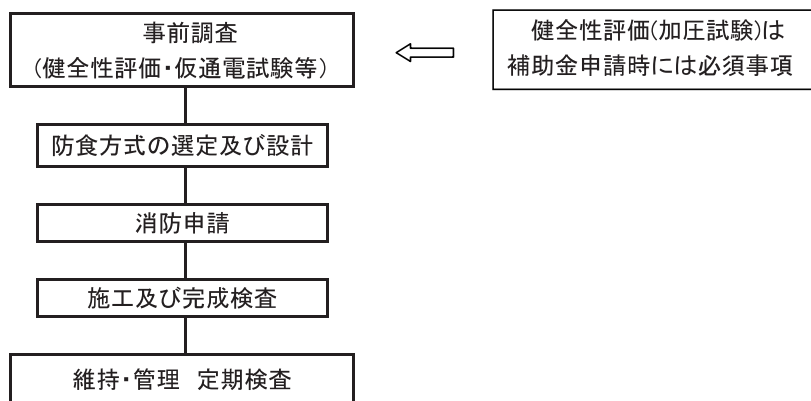 事前調査
(健全性評価・仮通電試験等)
健全性評価(加圧試験)は
補助金申請時には必須事項
防食方式の選定及び設計
消防申請
施工及び完成検査
維持・管理 定期検査